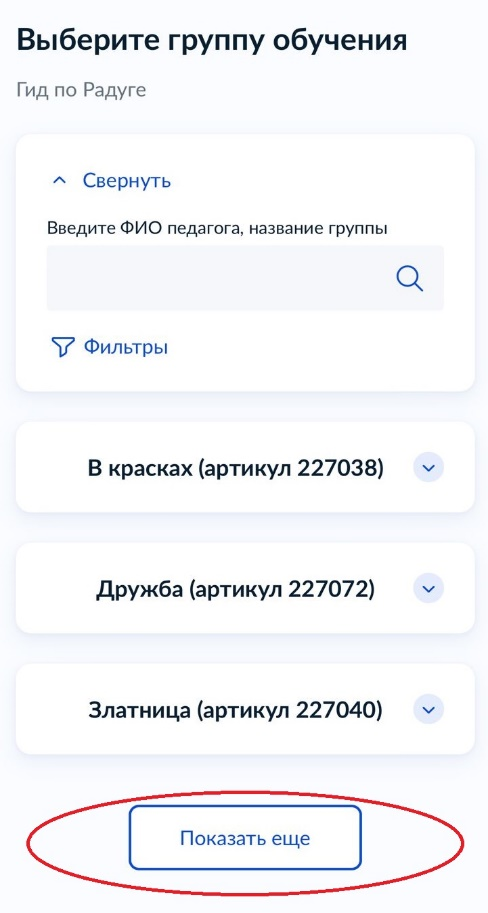 Выберите группу обучения
Гид по Радуге
Свернуть
Введите ФИО педагога, название группы
Фильтры
В красках (артикул 227038)
Дружба (артикул 227072)
Златница (артикул 227040)
Показать еще